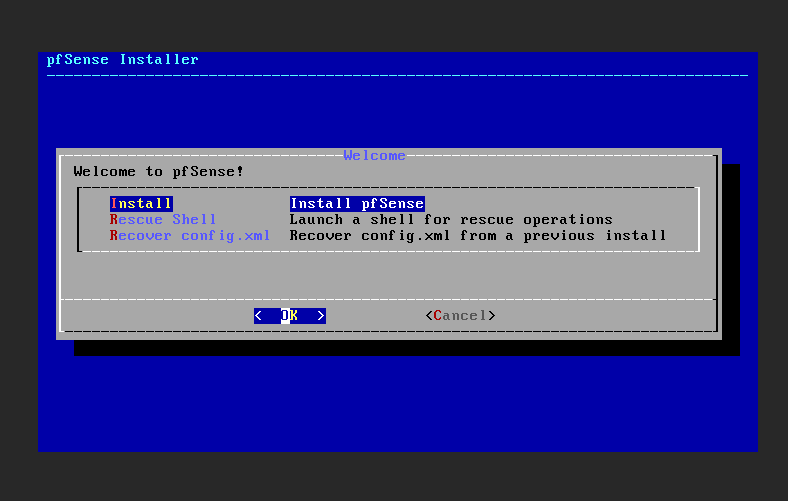 pfSense Installer
Welcome
Welcome to pfSense!
Install Install pfSense
Rescue Shell Launch a shell for rescue operations
Recover config.xml Recover config.xml from a previous install
< OK > <Cancel>